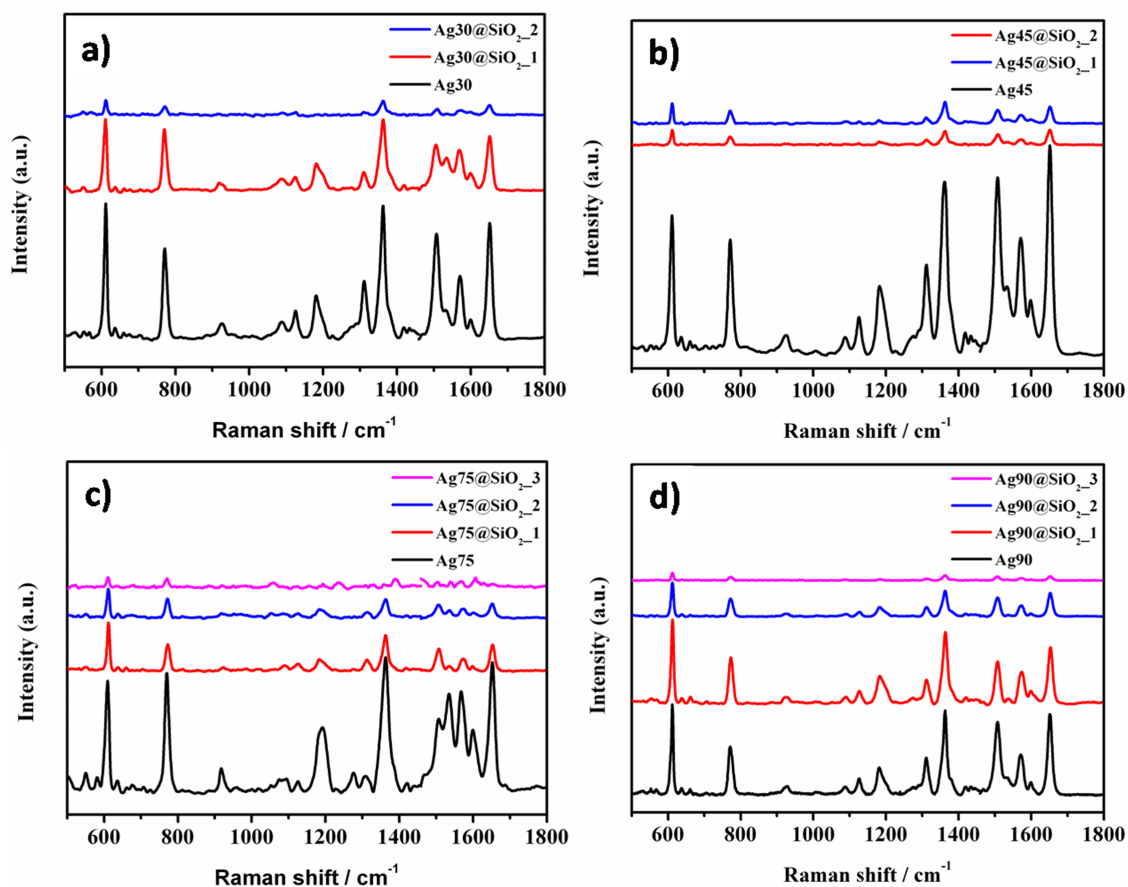 a)
Ag30@SiO₂_2
Ag30@SiO₂_1
Ag30
Intensity (a.u.)
600 800 1000 1200 1400 1600 1800
Raman shift / cm⁻¹
b)
Ag45@SiO₂_2
Ag45@SiO₂_1
Ag45
Intensity (a.u.)
600 800 1000 1200 1400 1600 1800
Raman shift / cm⁻¹
c)
Ag75@SiO₂_3
Ag75@SiO₂_2
Ag75@SiO₂_1
Ag75
Intensity (a.u.)
600 800 1000 1200 1400 1600 1800
Raman shift / cm⁻¹
d)
Ag90@SiO₂_3
Ag90@SiO₂_2
Ag90@SiO₂_1
Ag90
Intensity (a.u.)
600 800 1000 1200 1400 1600 1800
Raman shift / cm⁻¹